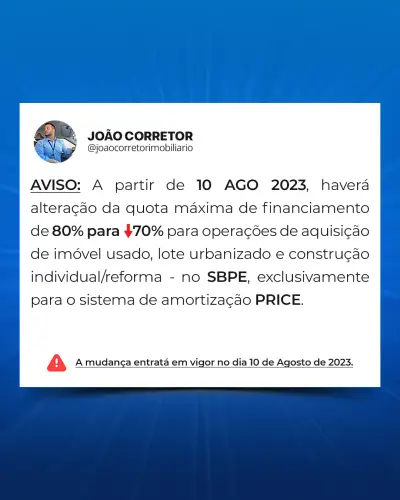 JOÃO CORRETOR
@joaocorretorimobiliario
AVISO: A partir de 10 AGO 2023, haverá
alteração da quota máxima de financiamento
de 80% para 70% para operações de aquisição
de imóvel usado, lote urbanizado e construção
individual/reforma - no SBPE, exclusivamente
para o sistema de amortização PRICE.
A mudança entratá em vigor no dia 10 de Agosto de 2023.